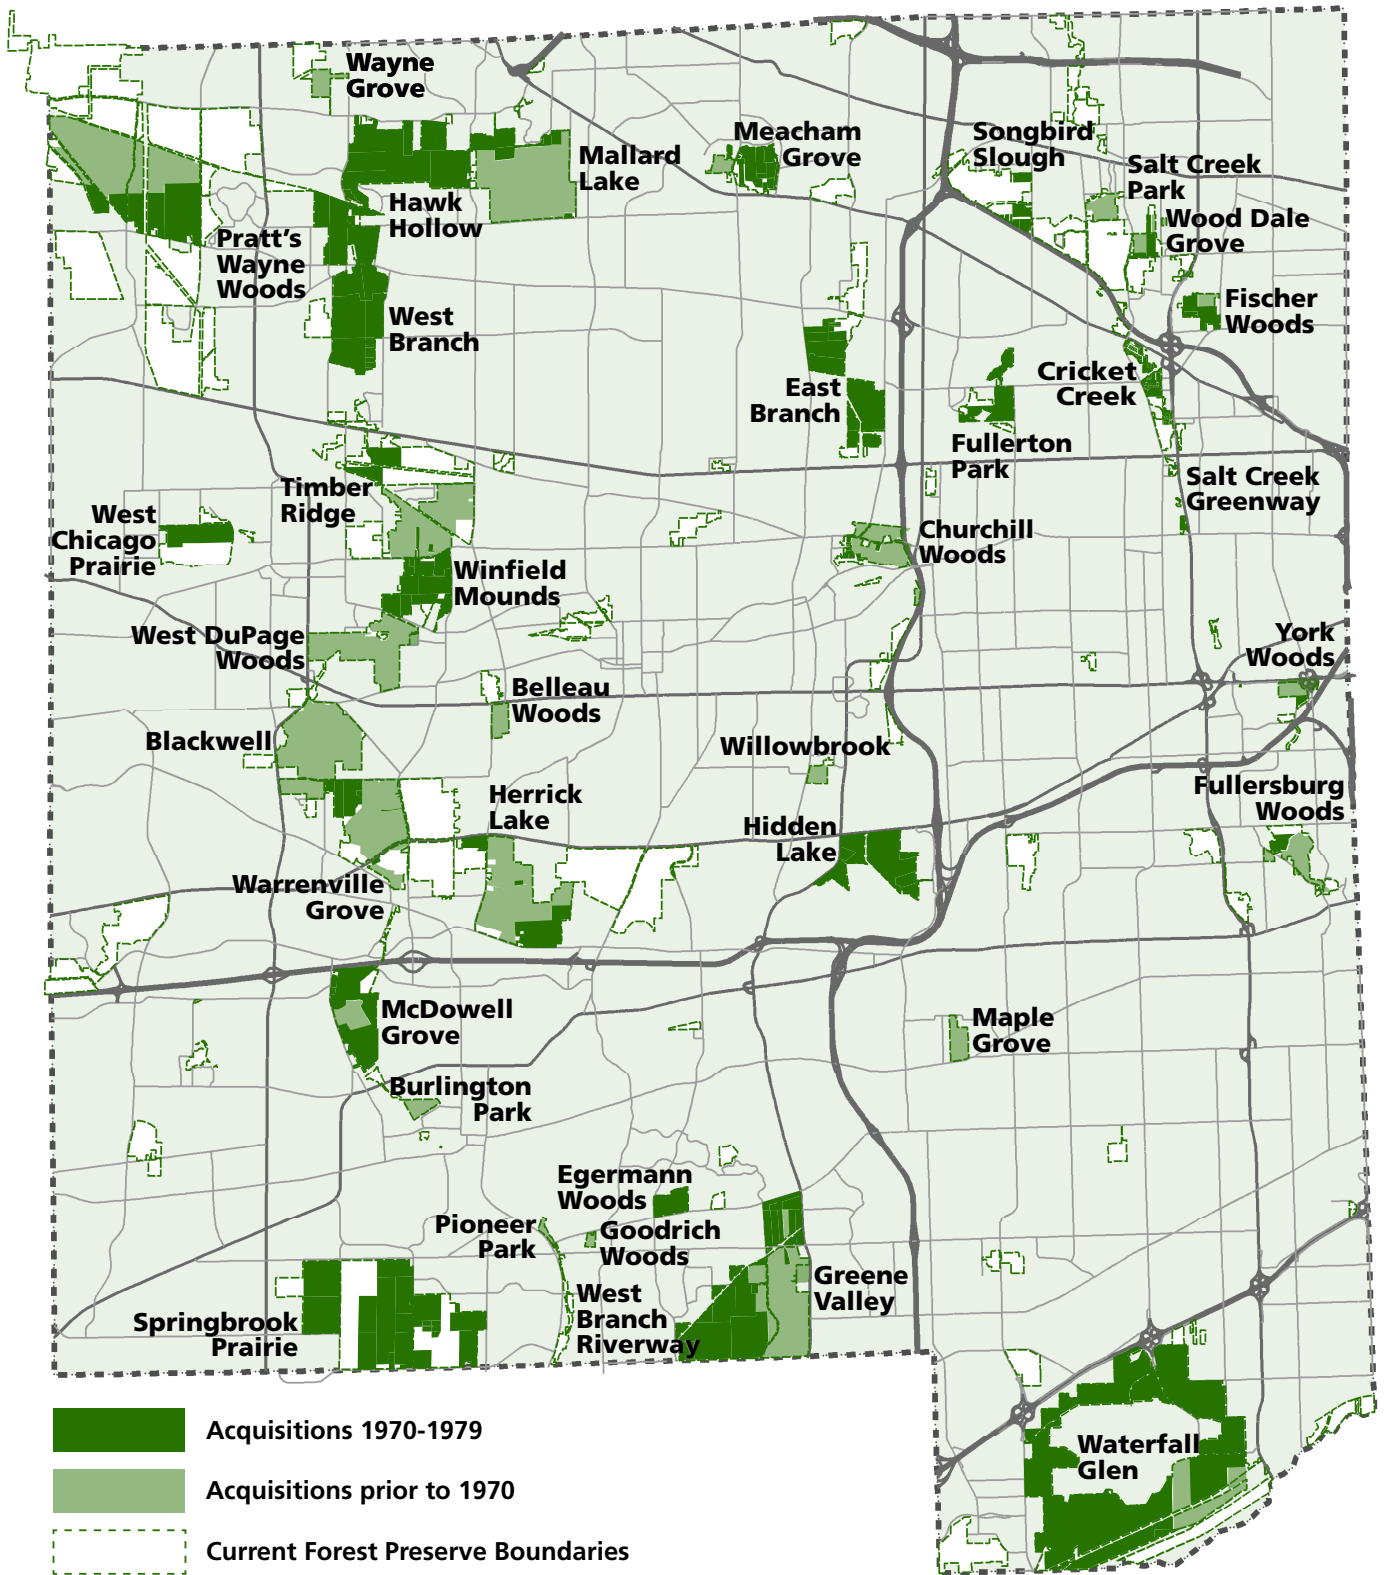 Wayne
Grove
Meacham
Grove
Songbird
Slough
Mallard
Lake
Salt Creek
Park
Hawk
Hollow
Wood Dale
Grove
Pratt's
Wayne
Woods
Fischer
Woods
West
Branch
Cricket
Creek
East
Branch
Fullerton
Park
Timber
Ridge
Salt Creek
Greenway
West
Chicago
Prairie
Churchill
Woods
Winfield
Mounds
West DuPage
Woods
York
Woods
Belleau
Woods
Blackwell
Willowbrook
Herrick
Lake
Fullersburg
Woods
Hidden
Lake
Warrenville
Grove
McDowell
Grove
Maple
Grove
Burlington
Park
Egermann
Woods
Pioneer
Park
Goodrich
Woods
Greene
Valley
West
Branch
Riverway
Springbrook
Prairie
Waterfall
Glen
Acquisitions 1970-1979
Acquisitions prior to 1970
Current Forest Preserve Boundaries